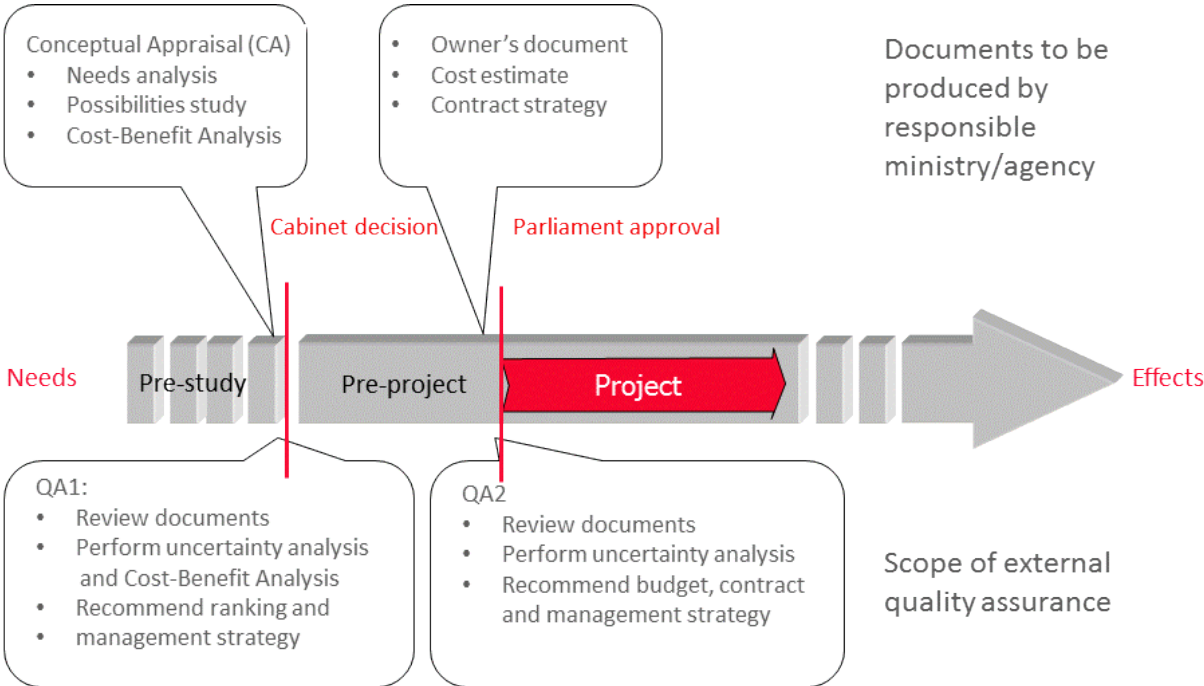 Conceptual Appraisal (CA)
• Needs analysis
• Possibilities study
• Cost-Benefit Analysis
• Owner's document
• Cost estimate
• Contract strategy
Documents to be
produced by
responsible
ministry/agency
Cabinet decision
Parliament approval
Needs
Pre-study
Pre-project
Project
Effects
QA1:
• Review documents
• Perform uncertainty analysis
and Cost-Benefit Analysis
• Recommend ranking and
• management strategy
QA2
• Review documents
• Perform uncertainty analysis
• Recommend budget, contract
and management strategy
Scope of external
quality assurance